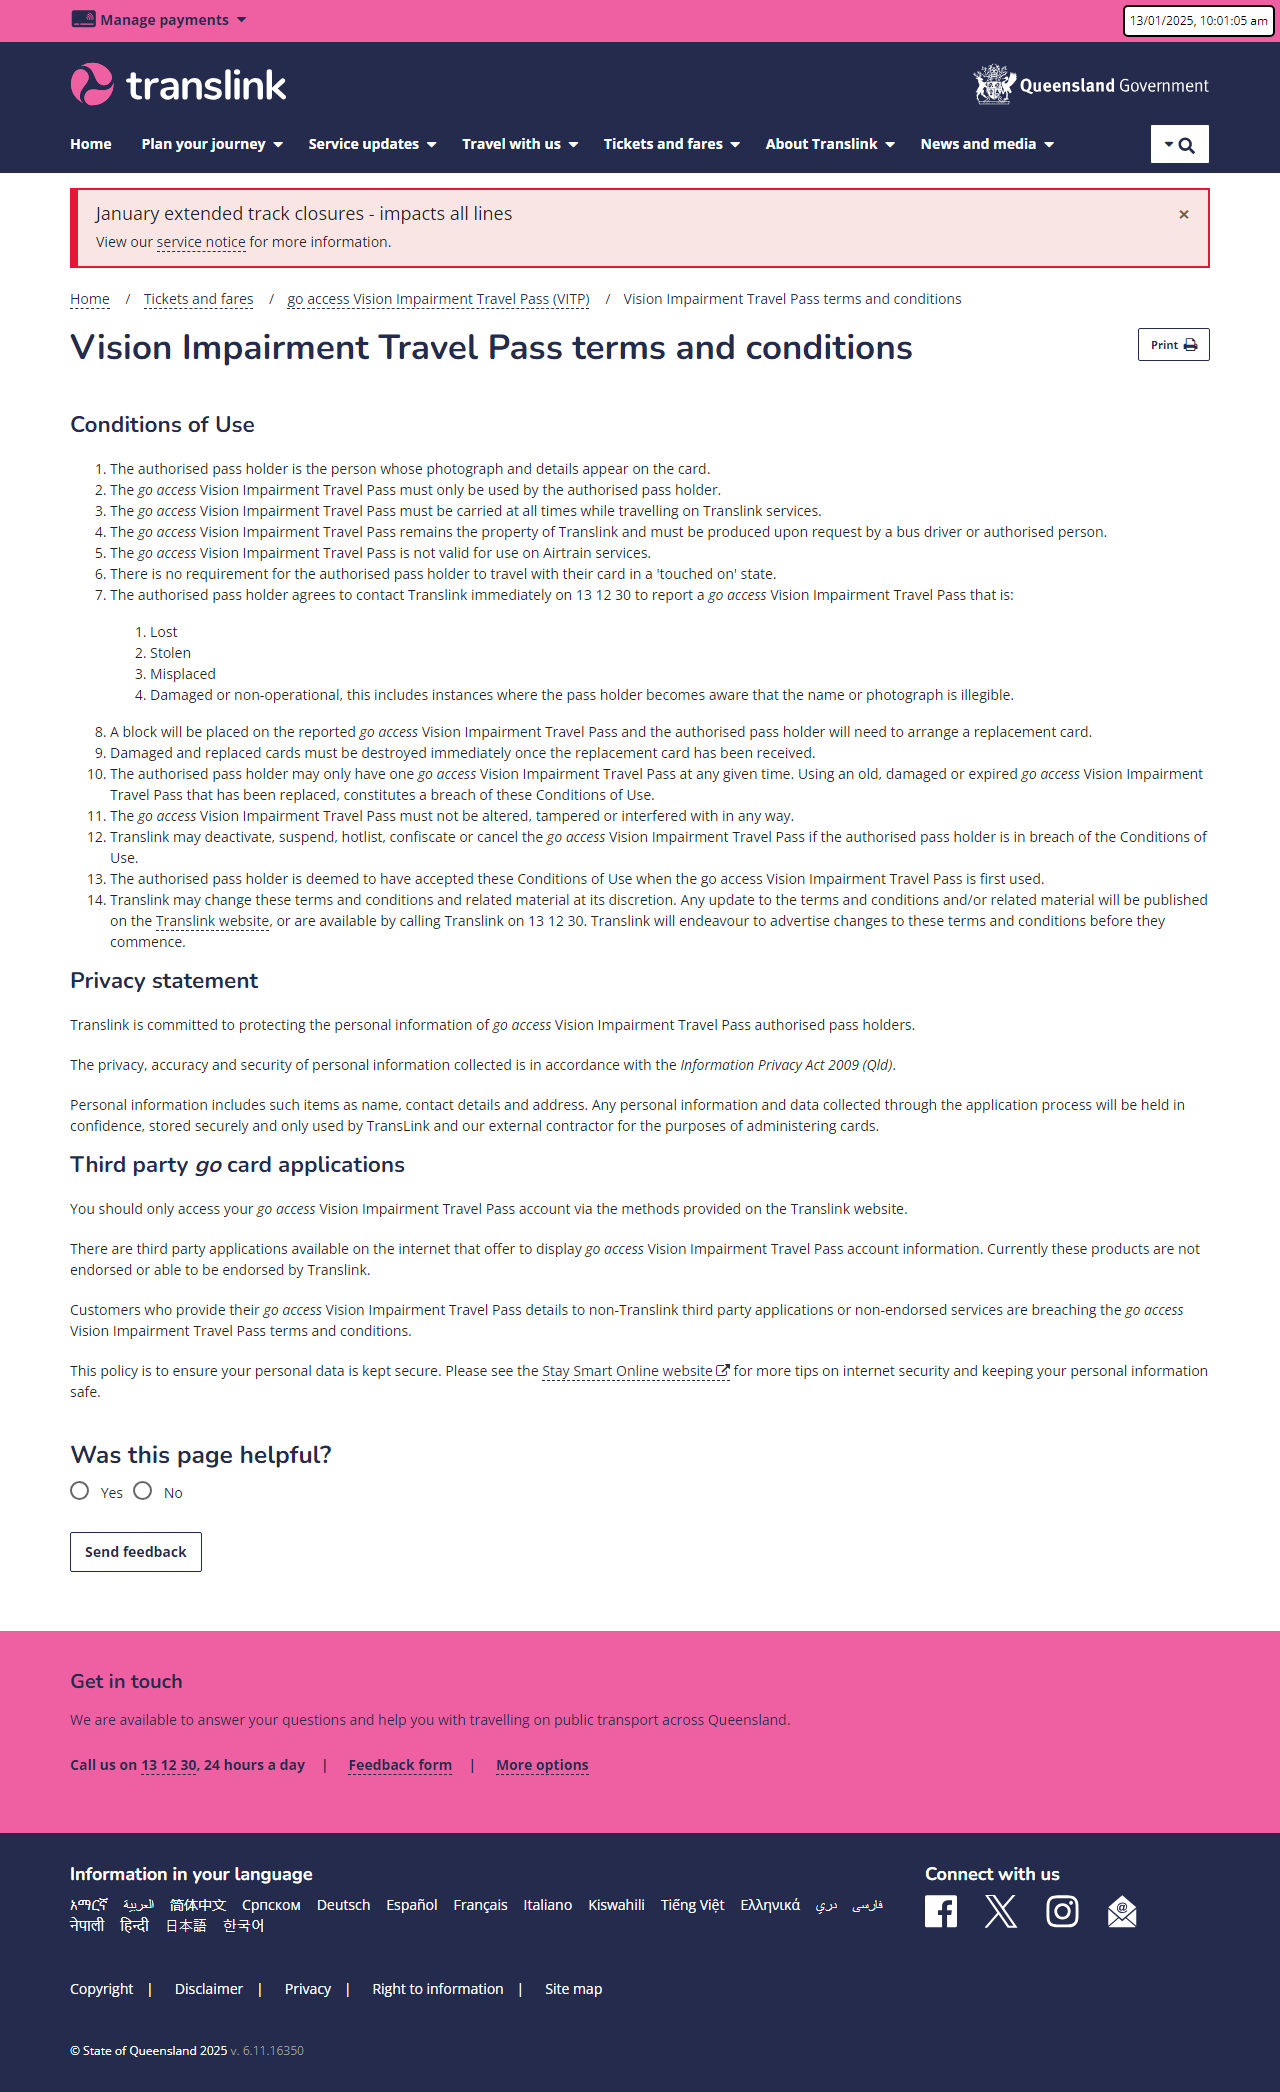 Manage payments
13/01/2025, 10:01:05 am
translink
Queensland Government
Home Plan your journey Service updates Travel with us Tickets and fares About Translink News and media
January extended track closures - impacts all lines
×
View our service notice for more information.
Home / Tickets and fares / go access Vision Impairment Travel Pass (VITP) / Vision Impairment Travel Pass terms and conditions
Vision Impairment Travel Pass terms and conditions
Print
Conditions of Use
1. The authorised pass holder is the person whose photograph and details appear on the card.
2. The go access Vision Impairment Travel Pass must only be used by the authorised pass holder.
3. The go access Vision Impairment Travel Pass must be carried at all times while travelling on Translink services.
4. The go access Vision Impairment Travel Pass remains the property of Translink and must be produced upon request by a bus driver or authorised person.
5. The go access Vision Impairment Travel Pass is not valid for use on Airtrain services.
6. There is no requirement for the authorised pass holder to travel with their card in a 'touched on' state.
7. The authorised pass holder agrees to contact Translink immediately on 13 12 30 to report a go access Vision Impairment Travel Pass that is:
1. Lost
2. Stolen
3. Misplaced
4. Damaged or non-operational, this includes instances where the pass holder becomes aware that the name or photograph is illegible.
8. A block will be placed on the reported go access Vision Impairment Travel Pass and the authorised pass holder will need to arrange a replacement card.
9. Damaged and replaced cards must be destroyed immediately once the replacement card has been received.
10. The authorised pass holder may only have one go access Vision Impairment Travel Pass at any given time. Using an old, damaged or expired go access Vision Impairment
Travel Pass that has been replaced, constitutes a breach of these Conditions of Use.
11. The go access Vision Impairment Travel Pass must not be altered, tampered or interfered with in any way.
12. Translink may deactivate, suspend, hotlist, confiscate or cancel the go access Vision Impairment Travel Pass if the authorised pass holder is in breach of the Conditions of
Use.
13. The authorised pass holder is deemed to have accepted these Conditions of Use when the go access Vision Impairment Travel Pass is first used.
14. Translink may change these terms and conditions and related material at its discretion. Any update to the terms and conditions and/or related material will be published
on the Translink website, or are available by calling Translink on 13 12 30. Translink will endeavour to advertise changes to these terms and conditions before they
commence.
Privacy statement
Translink is committed to protecting the personal information of go access Vision Impairment Travel Pass authorised pass holders.
The privacy, accuracy and security of personal information collected is in accordance with the Information Privacy Act 2009 (Qld).
Personal information includes such items as name, contact details and address. Any personal information and data collected through the application process will be held in
confidence, stored securely and only used by TransLink and our external contractor for the purposes of administering cards.
Third party go card applications
You should only access your go access Vision Impairment Travel Pass account via the methods provided on the Translink website.
There are third party applications available on the internet that offer to display go access Vision Impairment Travel Pass account information. Currently these products are not
endorsed or able to be endorsed by Translink.
Customers who provide their go access Vision Impairment Travel Pass details to non-Translink third party applications or non-endorsed services are breaching the go access
Vision Impairment Travel Pass terms and conditions.
This policy is to ensure your personal data is kept secure. Please see the Stay Smart Online website for more tips on internet security and keeping your personal information
safe.
Was this page helpful?
Yes No
Send feedback
Get in touch
We are available to answer your questions and help you with travelling on public transport across Queensland.
Call us on 13 12 30, 24 hours a day | Feedback form | More options
Information in your language
Connect with us
አማርኛ العربية 简体中文 Српском Deutsch Español Français Italiano Kiswahili Tiếng Việt Ελληνικά دري فارسی
नेपाली हिन्दी 日本語 한국어
Copyright | Disclaimer | Privacy | Right to information | Site map
© State of Queensland 2025 v. 6.11.16350